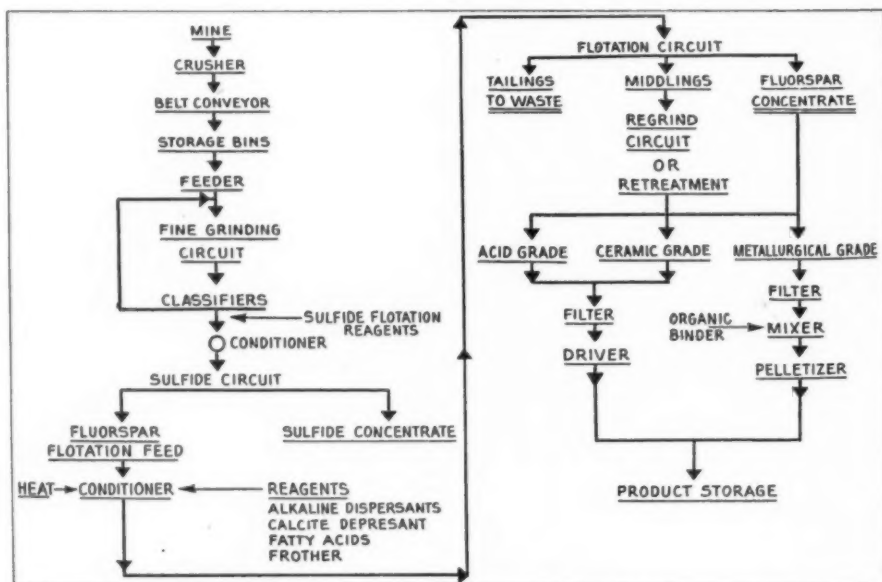 MINE
CRUSHER
BELT CONVEYOR
STORAGE BINS
FEEDER
FINE GRINDING
CIRCUIT
CLASSIFIERS
SULFIDE FLOTATION
REAGENTS
CONDITIONER
SULFIDE CIRCUIT
FLUORSPAR
FLOTATION FEED
SULFIDE CONCENTRATE
HEAT
CONDITIONER
REAGENTS
ALKALINE DISPERSANTS
CALCITE DEPRESANT
FATTY ACIDS
FROTHER
FLOTATION CIRCUIT
TAILINGS
TO WASTE
MIDDLINGS
FLUORSPAR
CONCENTRATE
REGRIND
CIRCUIT
OR
RETREATMENT
ACID GRADE
CERAMIC GRADE
METALLURGICAL GRADE
FILTER
DRIVER
FILTER
ORGANIC
BINDER
MIXER
PELLETIZER
PRODUCT STORAGE